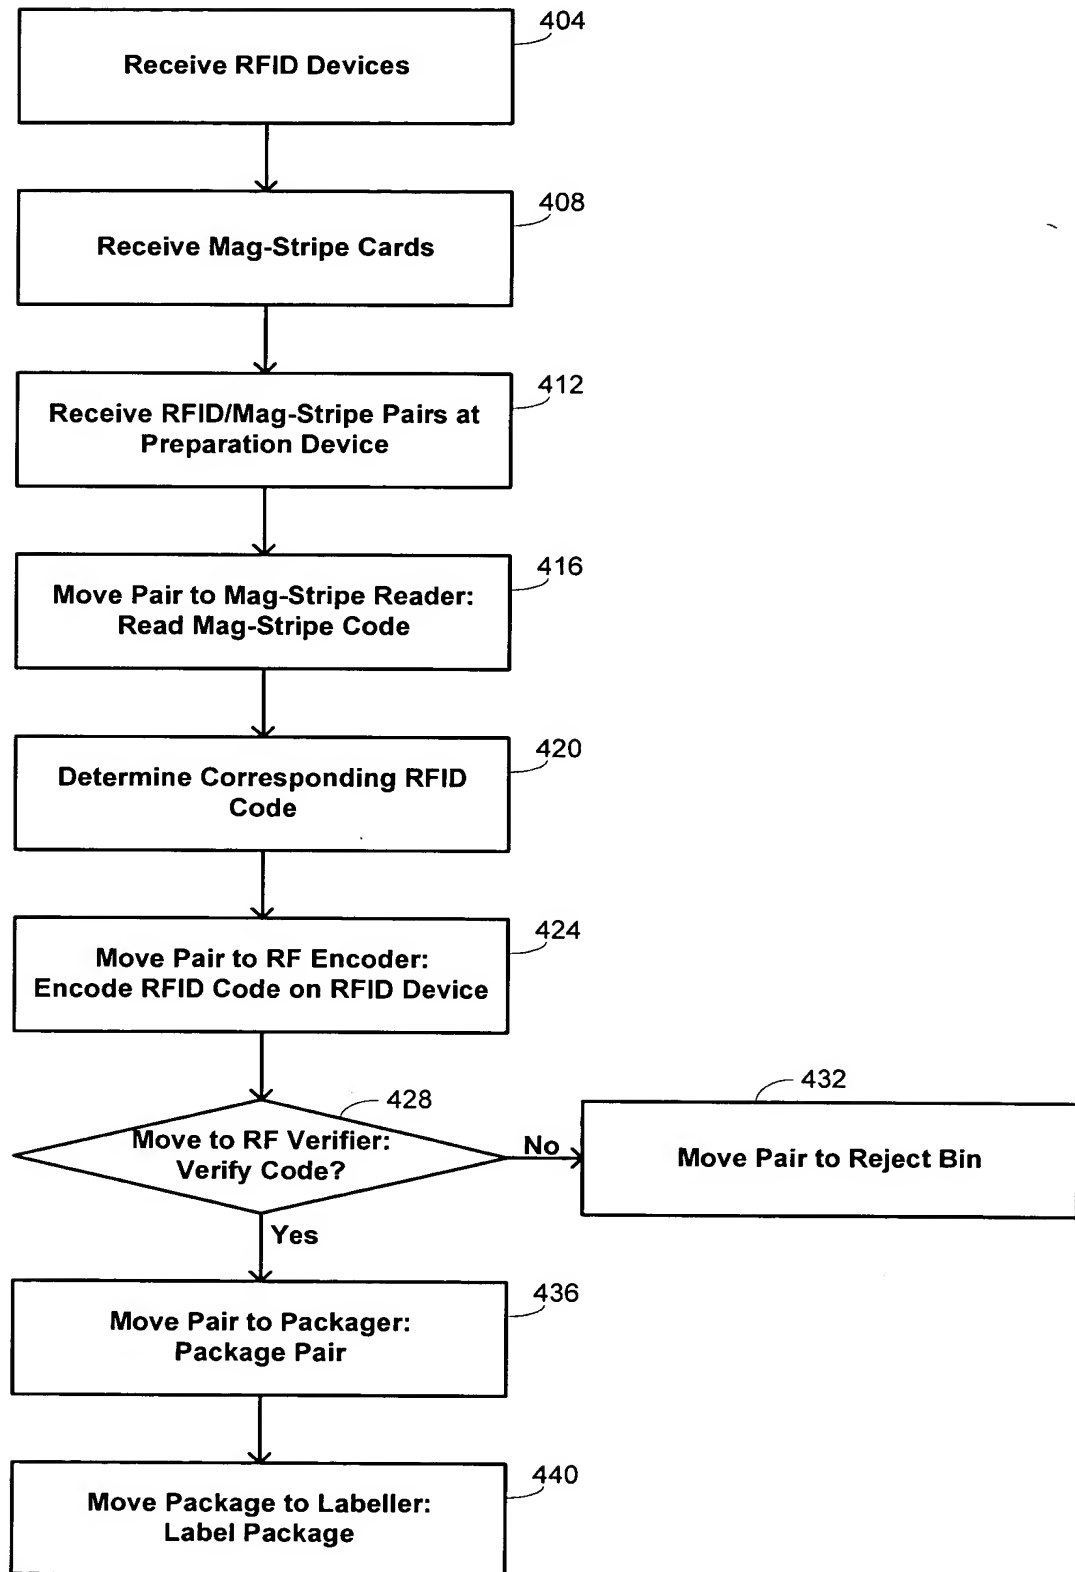 404
Receive RFID Devices
408
Receive Mag-Stripe Cards
412
Receive RFID/Mag-Stripe Pairs at
Preparation Device
416
Move Pair to Mag-Stripe Reader:
Read Mag-Stripe Code
420
Determine Corresponding RFID
Code
424
Move Pair to RF Encoder:
Encode RFID Code on RFID Device
428
Move to RF Verifier:
Verify Code?
No
432
Move Pair to Reject Bin
Yes
436
Move Pair to Packager:
Package Pair
440
Move Package to Labeller:
Label Package